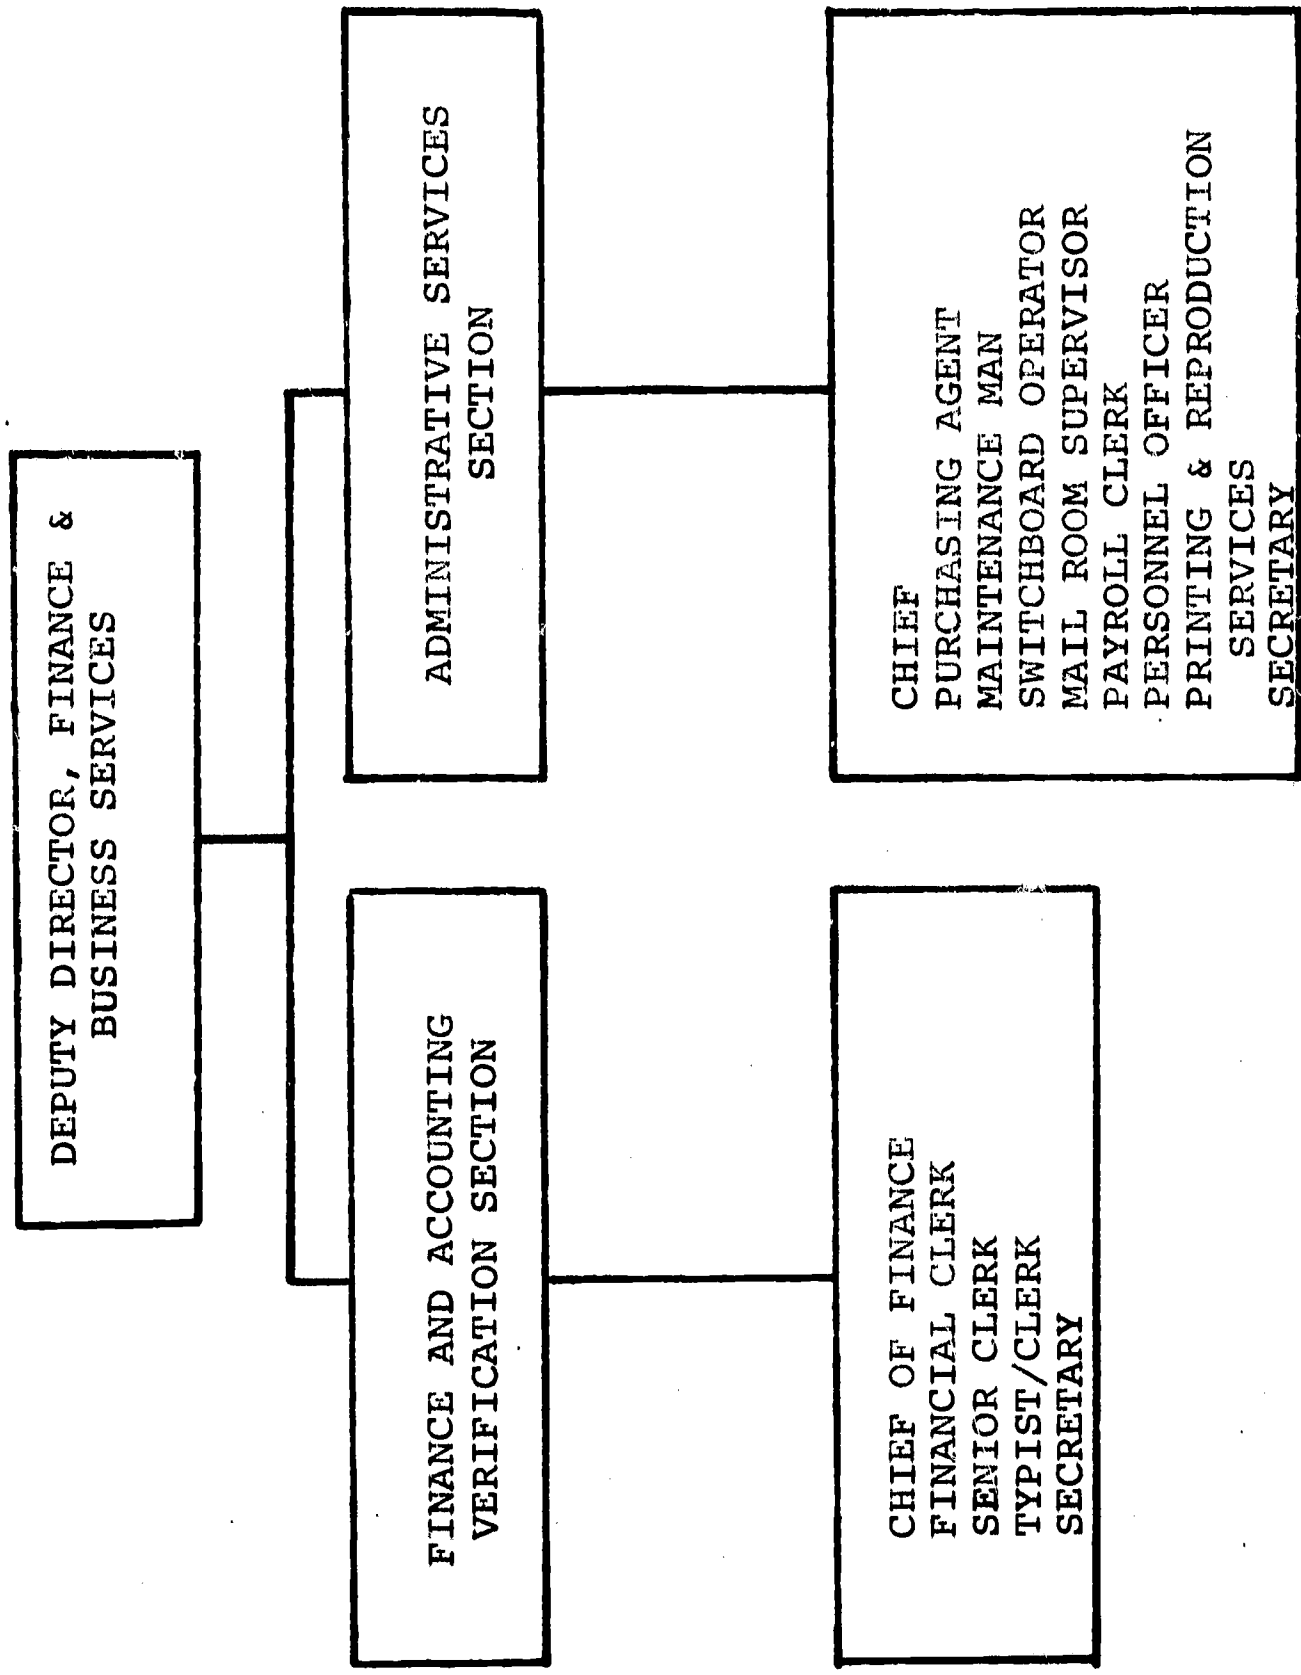 DEPUTY DIRECTOR, FINANCE &
BUSINESS SERVICES
FINANCE AND ACCOUNTING
VERIFICATION SECTION
ADMINISTRATIVE SERVICES
SECTION
CHIEF OF FINANCE
FINANCIAL CLERK
SENIOR CLERK
TYPIST/CLERK
SECRETARY
CHIEF
PURCHASING AGENT
MAINTENANCE MAN
SWITCHBOARD OPERATOR
MAIL ROOM SUPERVISOR
PAYROLL CLERK
PERSONNEL OFFICER
PRINTING & REPRODUCTION
SERVICES
SECRETARY